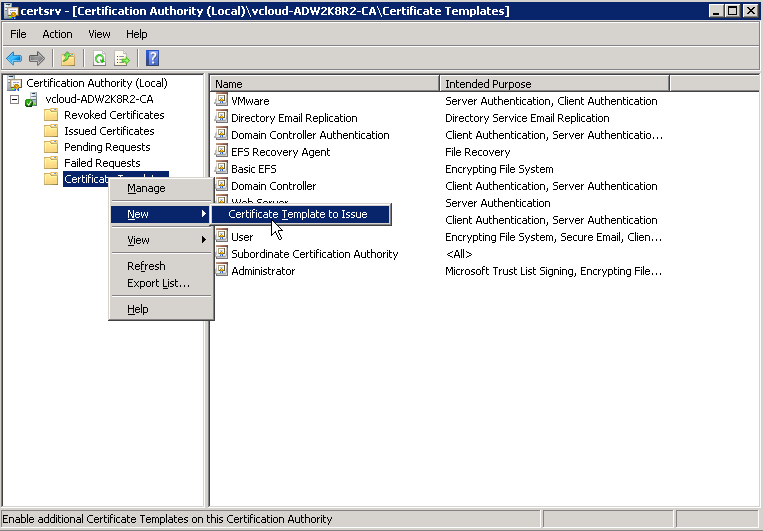 certsrv - [Certification Authority (Local)\vcloud-ADW2K8R2-CA\Certificate Templates]
File Action View Help
Certification Authority (Local)
vcloud-ADW2K8R2-CA
Revoked Certificates
Issued Certificates
Pending Requests
Failed Requests
Manage
New
View
Refresh
Export List...
Help
Certificate Template to Issue
Name Intended Purpose
VMware Server Authentication, Client Authentication
Directory Email Replication Directory Service Email Replication
Domain Controller Authentication Client Authentication, Server Authenticatio...
EFS Recovery Agent File Recovery
Basic EFS Encrypting File System
Domain Controller Client Authentication, Server Authentication
Web Server Server Authentication
Client Authentication, Server Authentication
User Encrypting File System, Secure Email, Clien...
Subordinate Certification Authority <All>
Administrator Microsoft Trust List Signing, Encrypting File...
Enable additional Certificate Templates on this Certification Authority